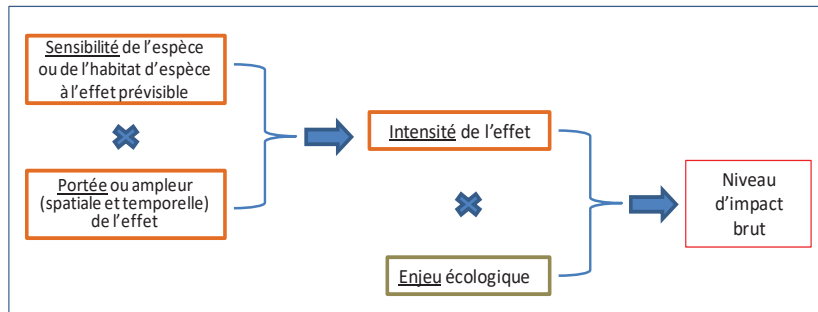 Sensibilité de l'espèce
ou de l'habitat d'espèce
à l'effet prévisible
Portée ou ampleur
(spatiale et temporelle)
de l'effet
Intensité de l'effet
Enjeu écologique
Niveau
d'impact
brut